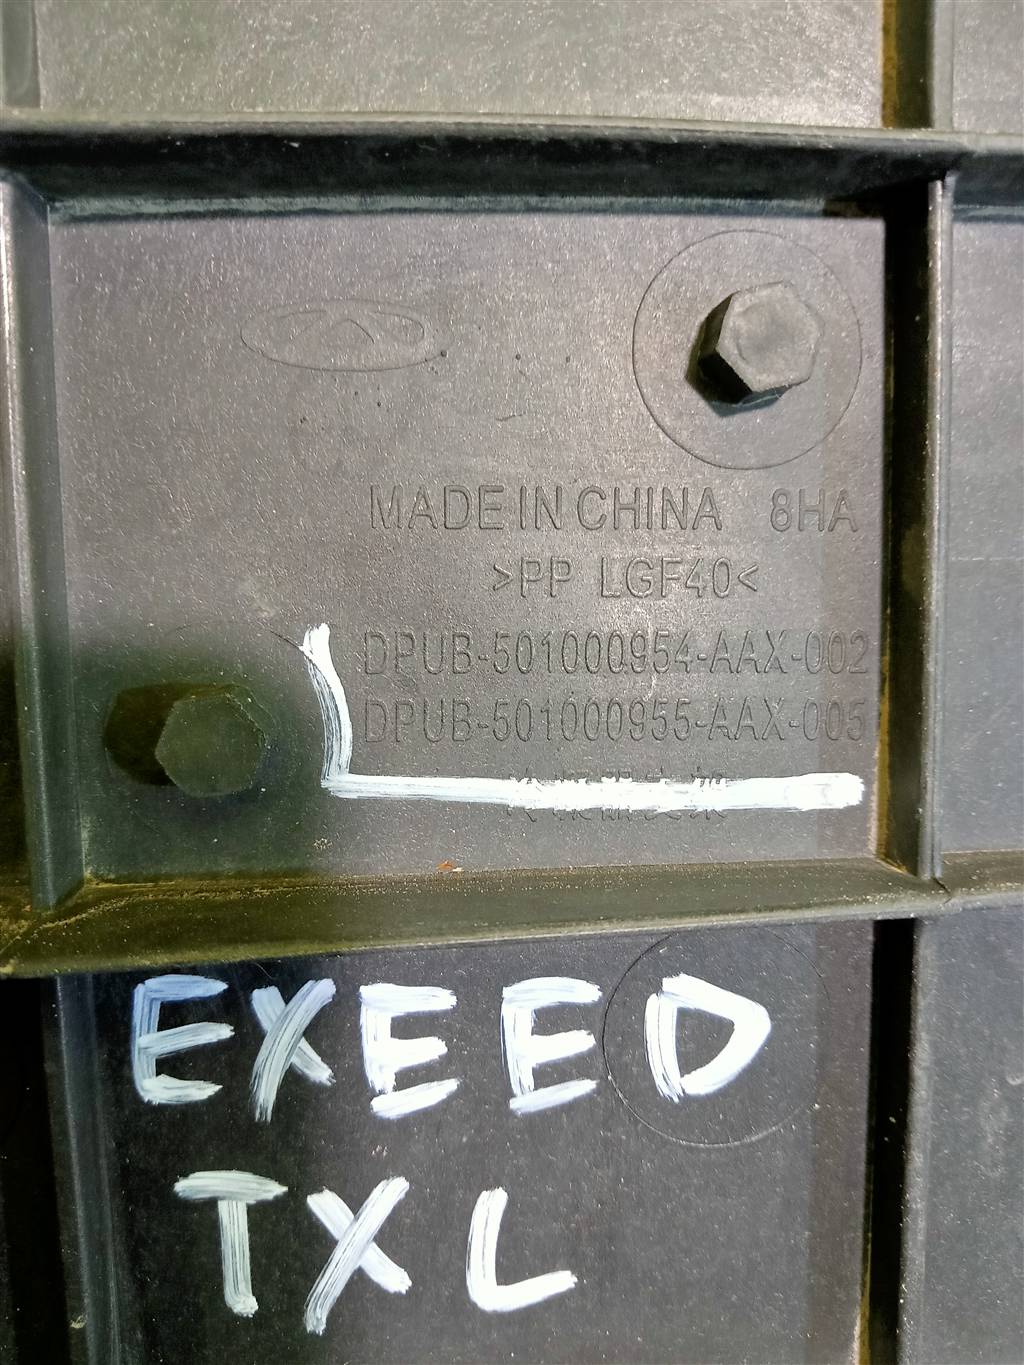 MADE IN CHINA 8HA
>PP LGF40<
DPUB-501000954-AAX-002
DPUB-501000955-AAX-005
EXEED
TXL